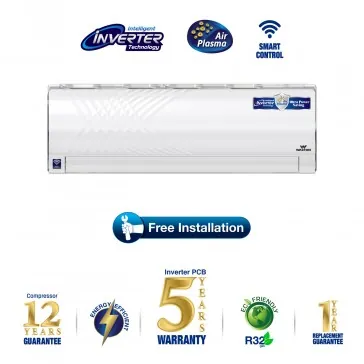 Intelligent
INVERTER
Technology
Air
Plasma
SMART
CONTROL
Free Installation
Compressor
12
YEARS
GUARANTEE
ENERGY EFFICIENT
Inverter PCB
5
YEARS
WARRANTY
ECO FRIENDLY
R32
1
YEAR
REPLACEMENT
GUARANTEE